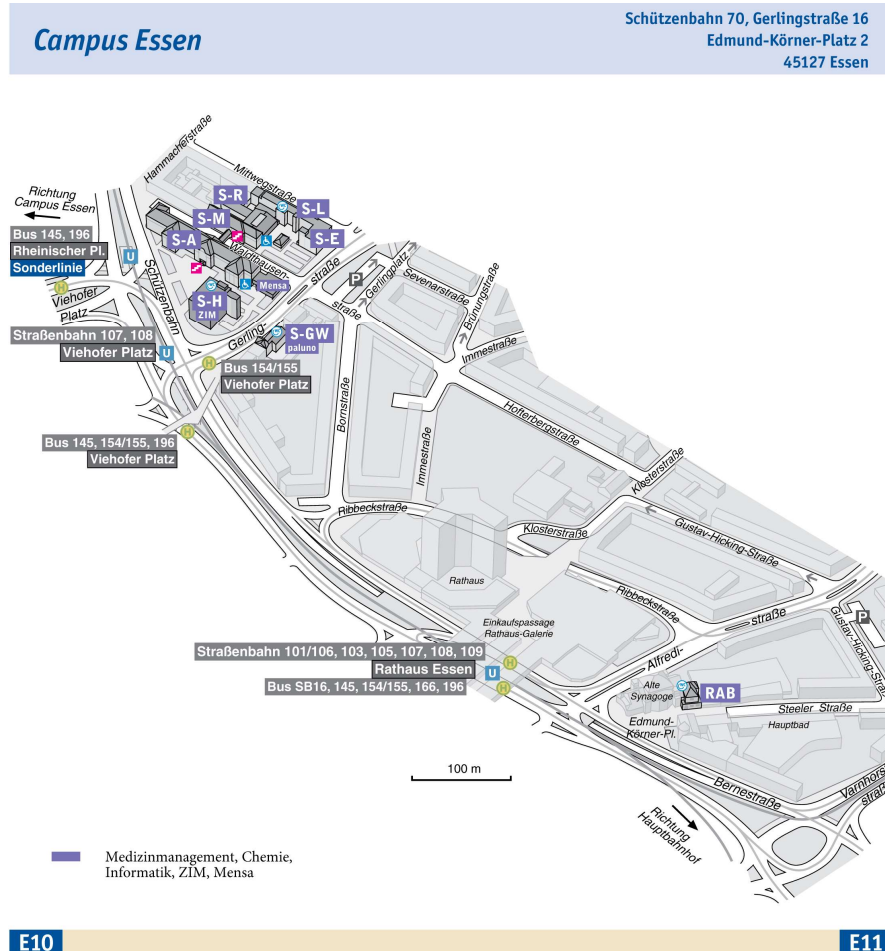 Campus Essen
Schützenbahn 70, Gerlingstraße 16
Edmund-Körner-Platz 2
45127 Essen
Hammacherstraße
Mittwegstraße
Richtung
Campus Essen
S-R
S-L
S-M
S-E
S-A
Bus 145, 196
Rheinischer Pl.
Sonderlinie
U
Waldthausen-
straße
Mensa
P
Gerlingplatz
Sevenarstraße
Brünungstraße
H
Viehofer
Platz
Schützenbahn
S-H
ZIM
Gerling-
straße
S-GW
paluno
Immestraße
Straßenbahn 107, 108
Viehofer Platz
U
H
Bus 154/155
Viehofer Platz
Bornstraße
Hofterbergstraße
Bus 145, 154/155, 196
Viehofer Platz
H
Immestraße
Klosterstraße
Ribbeckstraße
Klosterstraße
Gustav-Hicking-Straße
Rathaus
Ribbeckstraße
straße
Einkaufspassage
Rathaus-Galerie
P
Gustav-Hicking-Straß
Straßenbahn 101/106, 103, 105, 107, 108, 109
Rathaus Essen
Bus SB16, 145, 154/155, 166, 196
H
U
H
Alfredi-
Alte
Synagoge
RAB
Steeler Straße
Edmund-
Körner-Pl.
Hauptbad
100 m
Bernestraße
Varnhorst
straß
Richtung
Hauptbahnhof
Medizinmanagement, Chemie,
Informatik, ZIM, Mensa
E10
E11